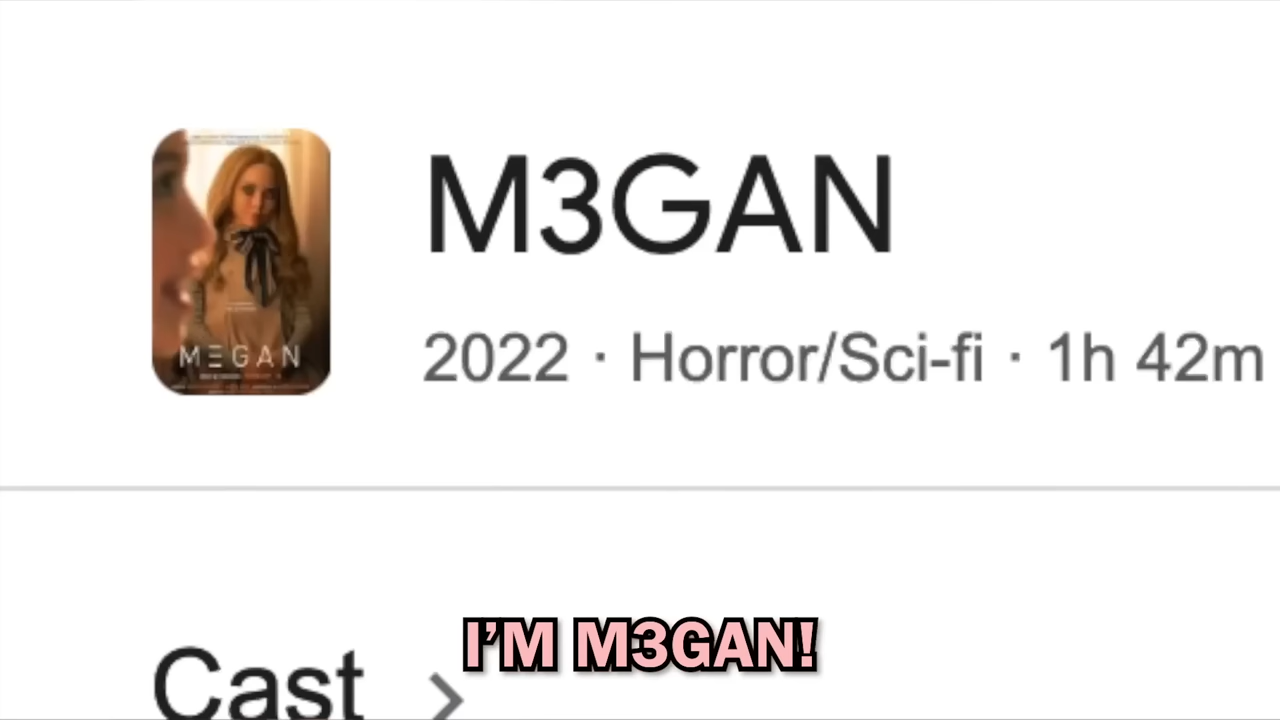 M3GAN
2022 · Horror/Sci-fi · 1h 42m
MEGAN
Cast >
I'M M3GAN!